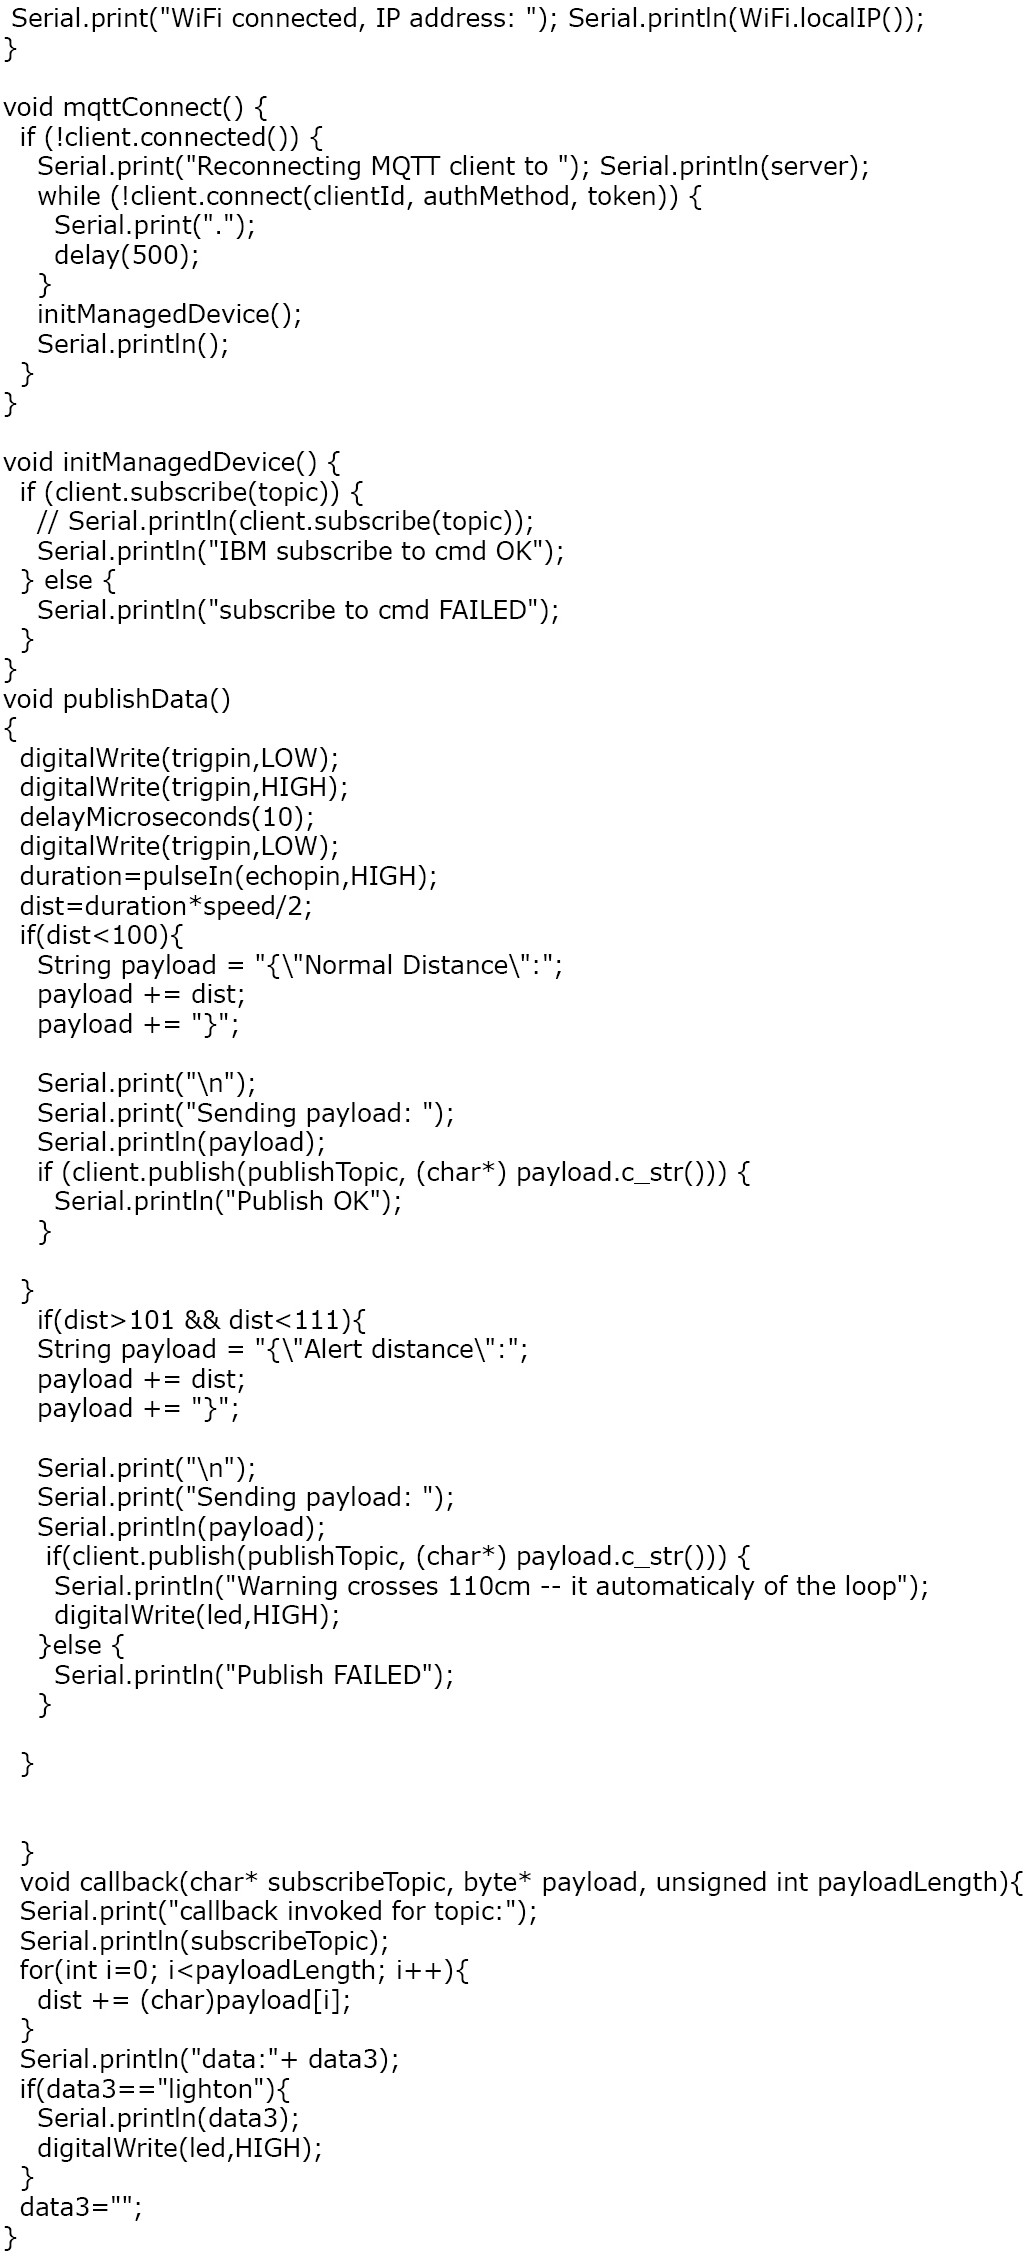 Serial.print("WiFi connected, IP address: "); Serial.println(WiFi.localIP());
}

void mqttConnect() {
  if (!client.connected()) {
    Serial.print("Reconnecting MQTT client to "); Serial.println(server);
    while (!client.connect(clientId, authMethod, token)) {
      Serial.print(".");
      delay(500);
    }
    initManagedDevice();
    Serial.println();
  }
}

void initManagedDevice() {
  if (client.subscribe(topic)) {
    // Serial.println(client.subscribe(topic));
    Serial.println("IBM subscribe to cmd OK");
  } else {
    Serial.println("subscribe to cmd FAILED");
  }
}
void publishData()
{
  digitalWrite(trigpin,LOW);
  digitalWrite(trigpin,HIGH);
  delayMicroseconds(10);
  digitalWrite(trigpin,LOW);
  duration=pulseIn(echopin,HIGH);
  dist=duration*speed/2;
  if(dist<100){
    String payload = "{\"Normal Distance\":";
    payload += dist;
    payload += "}";

    Serial.print("\n");
    Serial.print("Sending payload: ");
    Serial.println(payload);
    if (client.publish(publishTopic, (char*) payload.c_str())) {
      Serial.println("Publish OK");
    }

  }
    if(dist>101 && dist<111){
    String payload = "{\"Alert distance\":";
    payload += dist;
    payload += "}";

    Serial.print("\n");
    Serial.print("Sending payload: ");
    Serial.println(payload);
     if(client.publish(publishTopic, (char*) payload.c_str())) {
      Serial.println("Warning crosses 110cm -- it automaticaly of the loop");
      digitalWrite(led,HIGH);
    }else {
      Serial.println("Publish FAILED");
    }

  }


  }
  void callback(char* subscribeTopic, byte* payload, unsigned int payloadLength){
  Serial.print("callback invoked for topic:");
  Serial.println(subscribeTopic);
  for(int i=0; i<payloadLength; i++){
    dist += (char)payload[i];
  }
  Serial.println("data:"+ data3);
  if(data3=="lighton"){
    Serial.println(data3);
    digitalWrite(led,HIGH);
  }
  data3="";
}